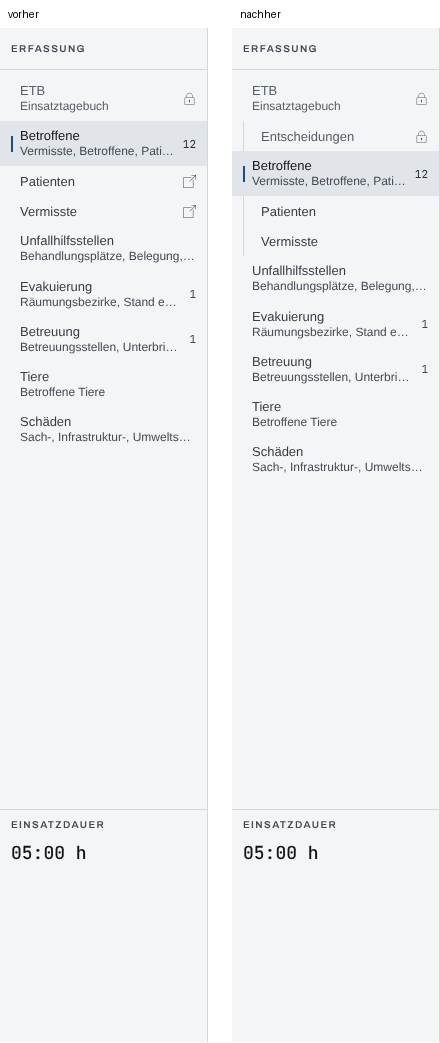 vorher
ERFASSUNG
ETB
Einsatztagebuch
Betroffene
Vermisste, Betroffene, Pati…
12
Patienten
Vermisste
Unfallhilfsstellen
Behandlungsplätze, Belegung,…
Evakuierung
Räumungsbezirke, Stand e…
1
Betreuung
Betreuungsstellen, Unterbri…
1
Tiere
Betroffene Tiere
Schäden
Sach-, Infrastruktur-, Umwelts…
EINSATZDAUER
05:00 h
nachher
ERFASSUNG
ETB
Einsatztagebuch
Entscheidungen
Betroffene
Vermisste, Betroffene, Pati…
12
Patienten
Vermisste
Unfallhilfsstellen
Behandlungsplätze, Belegung,…
Evakuierung
Räumungsbezirke, Stand e…
1
Betreuung
Betreuungsstellen, Unterbri…
1
Tiere
Betroffene Tiere
Schäden
Sach-, Infrastruktur-, Umwelts…
EINSATZDAUER
05:00 h